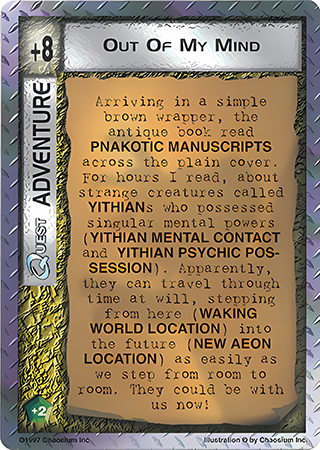 +8
OUT OF MY MIND
QUEST ADVENTURE
Arriving in a simple
brown wrapper, the
antique book read
PNAKOTIC MANUSCRIPTS
across the plain cover.
For hours I read, about
strange creatures called
YITHIANs who possessed
singular mental powers
(YITHIAN MENTAL CONTACT
and YITHIAN PSYCHIC POS-
SESSION). Apparently,
they can travel through
time at will, stepping
from here (WAKING
WORLD LOCATION) into
the future (NEW AEON
LOCATION) as easily as
we step from room to
room. They could be with
us now!
+2
©1997 Chaosium Inc.
Illustration © by Chaosium Inc.